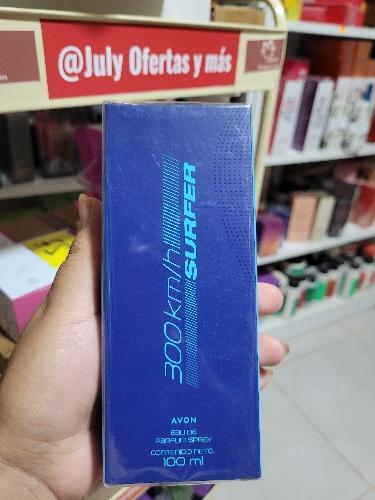 @July Ofertas y más
300 km/h
SURFER
AVON
EAU DE
PARFUM SPRAY
CONTENIDO NETO
100 ml